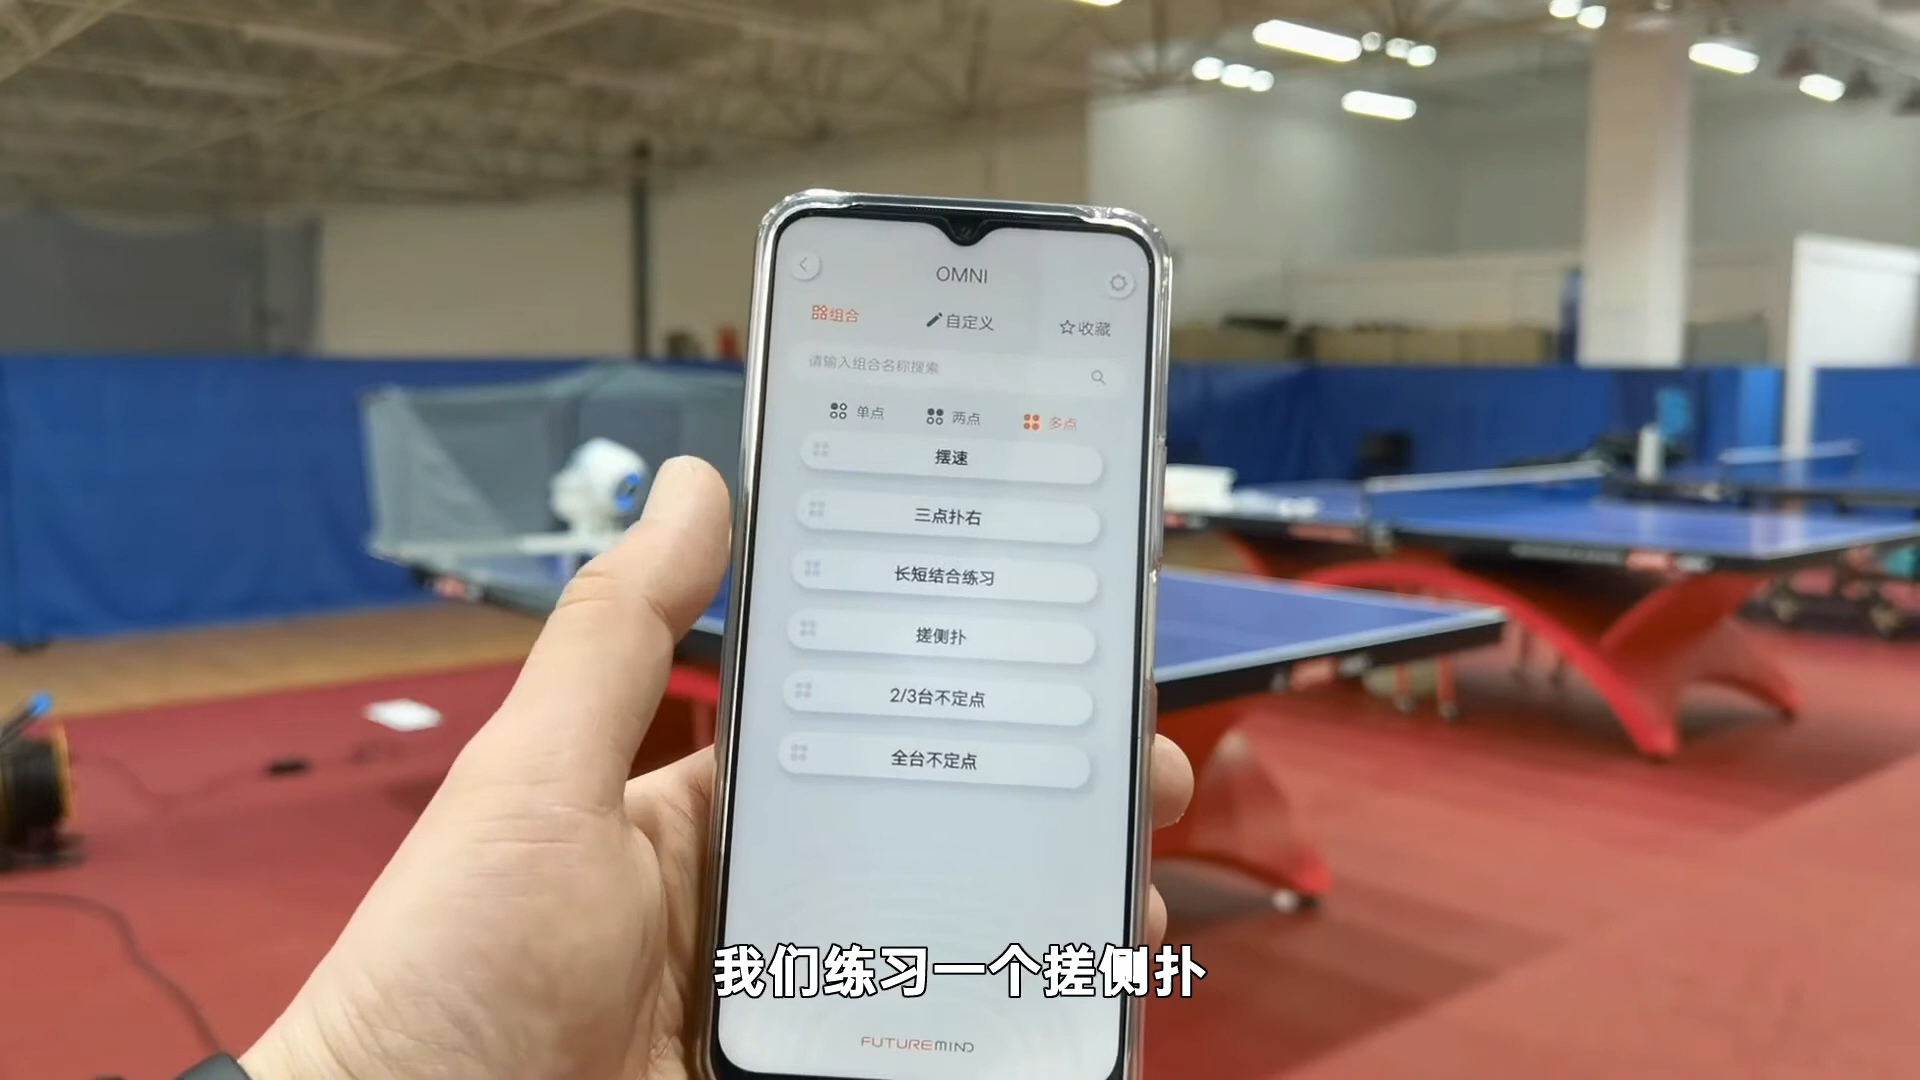 OMNI
组合
自定义
收藏
请输入组合名称搜索
单点
两点
多点
摆速
三点扑右
长短结合练习
搓侧扑
2/3台不定点
全台不定点
我们练习一个搓侧扑
FUTUREMIND